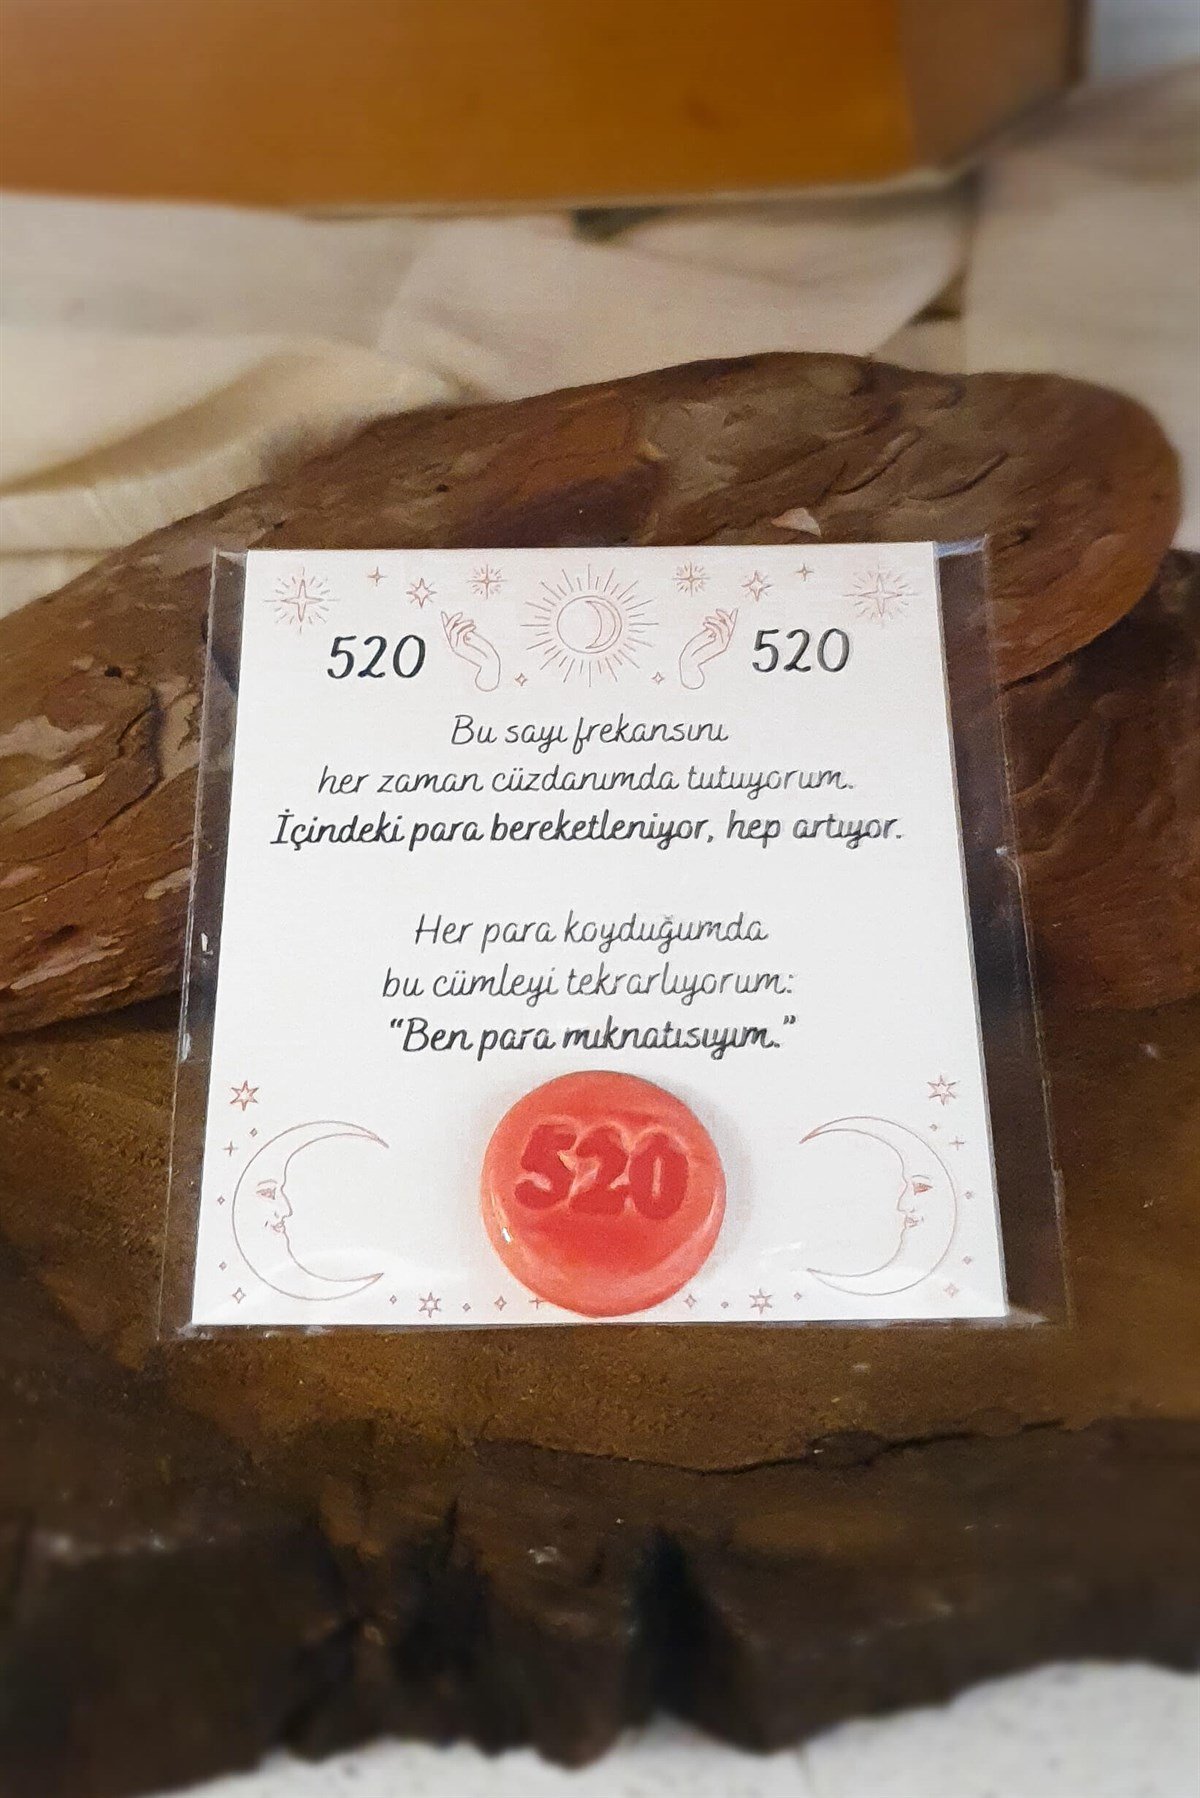 520 520
Bu sayı frekansını
her zaman cüzdanımda tutuyorum.
İçindeki para bereketleniyor, hep artıyor.
Her para koyduğumda
bu cümleyi tekrarlıyorum:
“Ben para mıknatısıyım.”
520